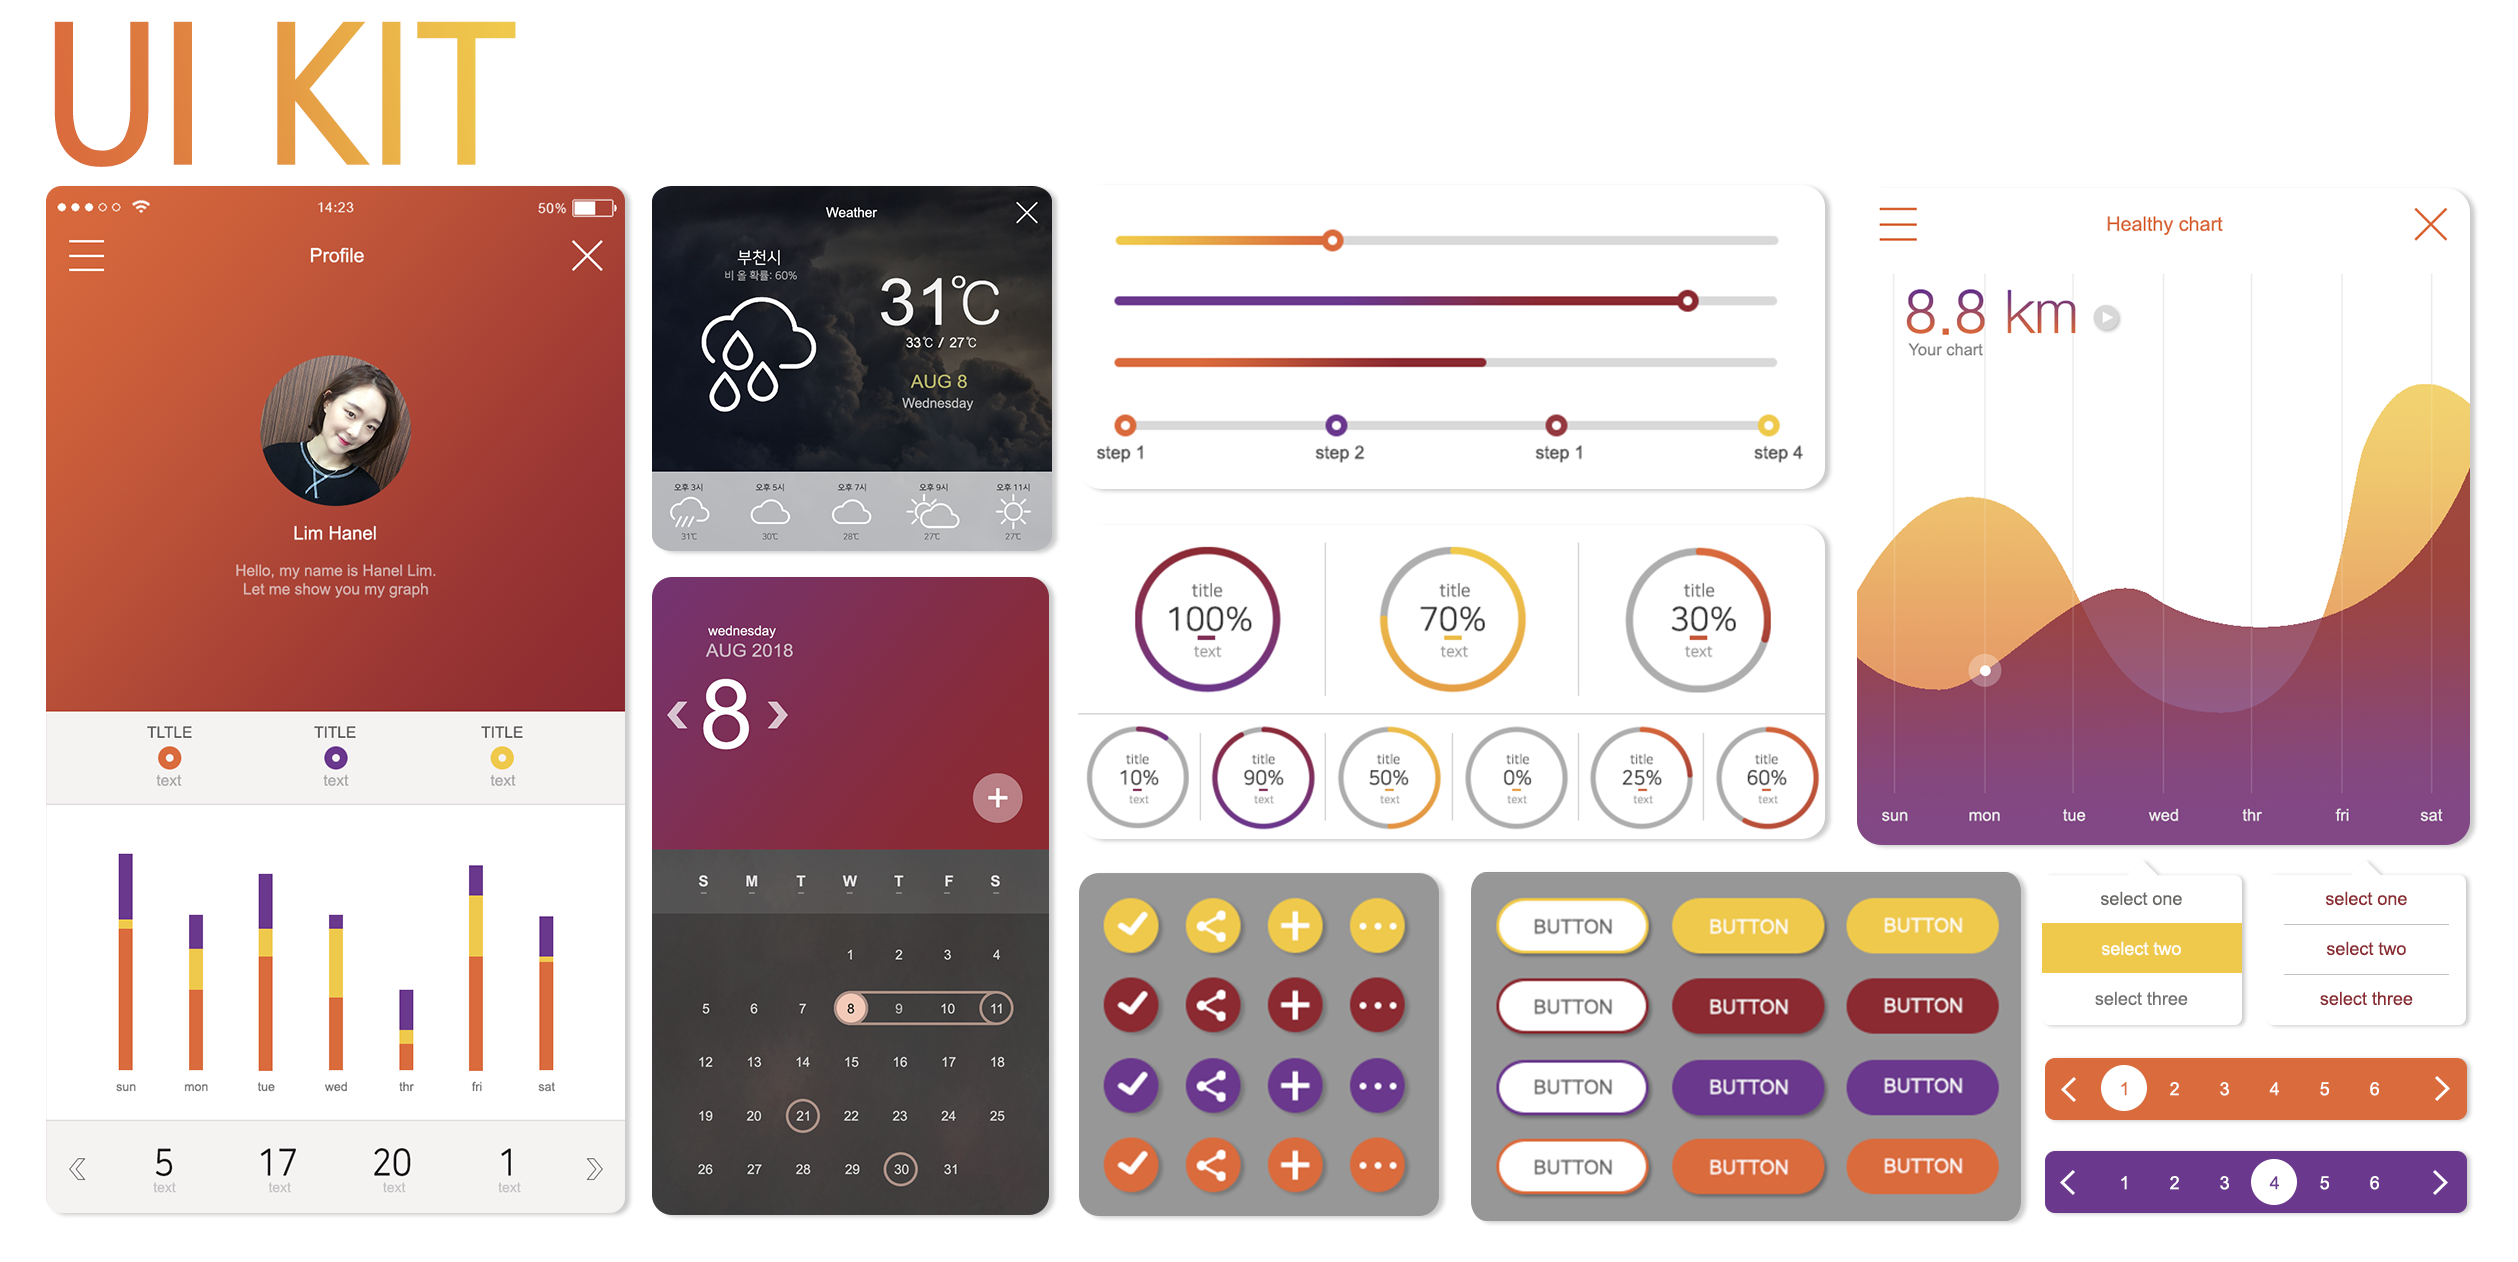 UI KIT
14:23
50%
Profile
Lim Hanel
Hello, my name is Hanel Lim.
Let me show you my graph
TLTLE TITLE TITLE
text text text
sun mon tue wed thr fri sat
5 17 20 1
text text text text
Weather
부천시
비 올 확률: 60%
31℃
33℃ / 27℃
AUG 8
Wednesday
오후 3시 오후 5시 오후 7시 오후 9시 오후 11시
31℃ 30℃ 28℃ 27℃ 27℃
wednesday
AUG 2018
8
S M T W T F S
1 2 3 4
5 6 7 8 9 10 11
12 13 14 15 16 17 18
19 20 21 22 23 24 25
26 27 28 29 30 31
step 1 step 2 step 1 step 4
title title title
100% 70% 30%
text text text
title title title title title title
10% 90% 50% 0% 25% 60%
text text text text text text
BUTTON BUTTON BUTTON
BUTTON BUTTON BUTTON
BUTTON BUTTON BUTTON
BUTTON BUTTON BUTTON
Healthy chart
8.8 km
Your chart
sun mon tue wed thr fri sat
select one
select two
select three
select one
select two
select three
1 2 3 4 5 6
1 2 3 4 5 6